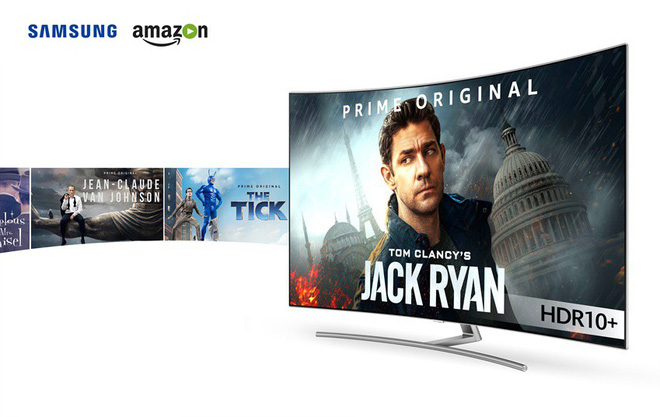 SAMSUNG
amazon
PRIME ORIGINAL
JEAN-CLAUDE
VAN JOHNSON
PRIME ORIGINAL
THE
TICK
PRIME ORIGINAL
TOM CLANCY'S
JACK RYAN
HDR10+